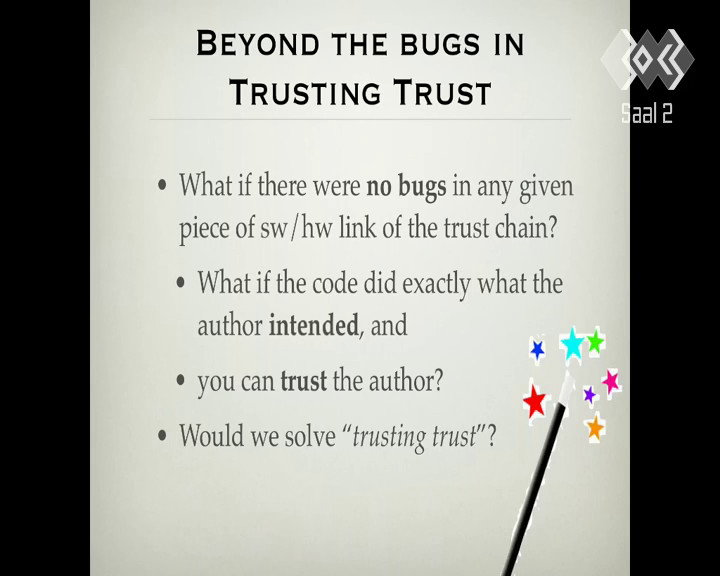 BEYOND THE BUGS IN
TRUSTING TRUST
Saal 2
• What if there were no bugs in any given
piece of sw/hw link of the trust chain?
• What if the code did exactly what the
author intended, and
• you can trust the author?
• Would we solve “trusting trust”?